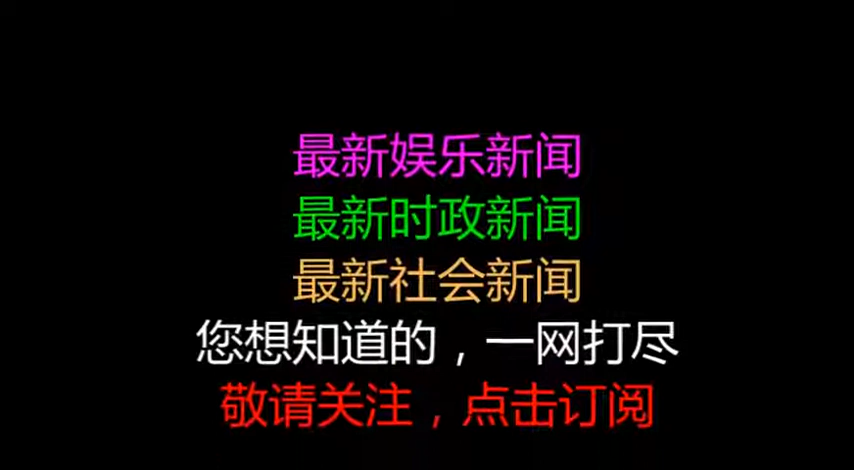 最新娱乐新闻
最新时政新闻
最新社会新闻
您想知道的，一网打尽
敬请关注，点击订阅